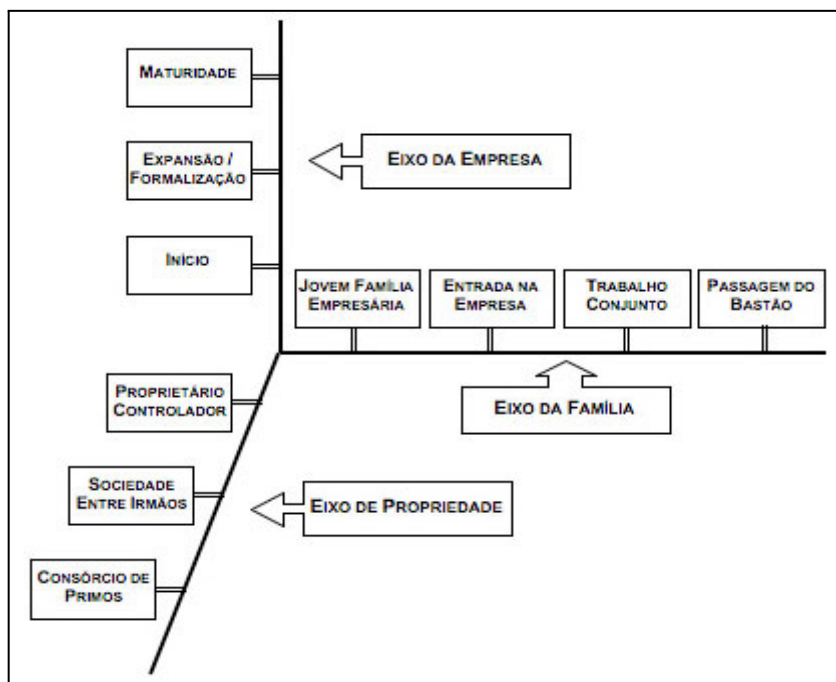 MATURIDADE
EXPANSÃO /
FORMALIZAÇÃO
EIXO DA EMPRESA
INÍCIO
JOVEM FAMÍLIA
EMPRESÁRIA
ENTRADA NA
EMPRESA
TRABALHO
CONJUNTO
PASSAGEM DO
BASTÃO
PROPRIETÁRIO
CONTROLADOR
EIXO DA FAMÍLIA
SOCIEDADE
ENTRE IRMÃOS
EIXO DE PROPRIEDADE
CONSÓRCIO DE
PRIMOS